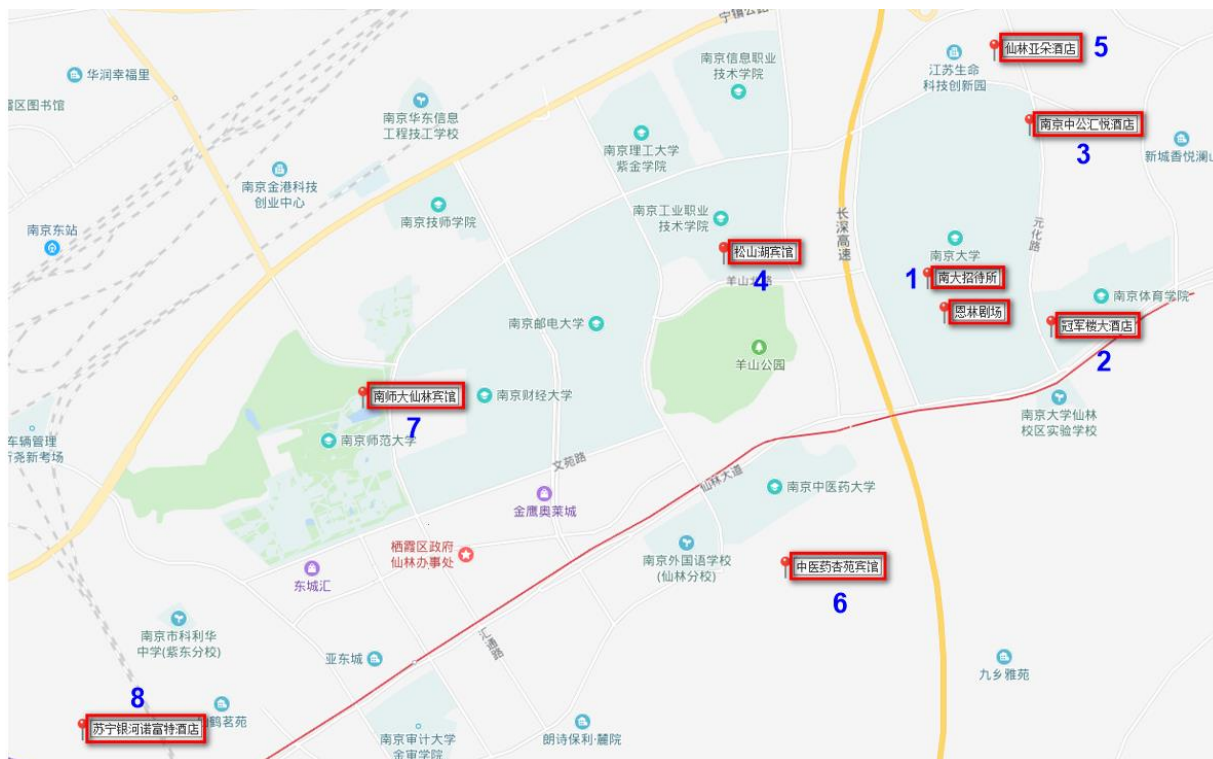 宁镇公路
仙林亚朵酒店
5
南京信息职业
技术学院
江苏生命
科技创新园
华润幸福里
霞区图书馆
南京华东信息
工程技工学校
南京中公汇悦酒店
3
新城香悦澜山
南京理工大学
紫金学院
南京金港科技
创业中心
南京技师学院
南京工业职业
技术学院
长深高速
元化路
南京东站
松山湖宾馆
4
南京大学
1
南大招待所
羊山北路
南京体育学院
恩林剧场
冠军楼大酒店
2
南京邮电大学
羊山公园
南师大仙林宾馆
7
南京财经大学
南京大学仙林
校区实验学校
车辆管理
南京师范大学
文苑路
仙林大道
南京中医药大学
金鹰奥莱城
栖霞区政府
仙林办事处
南京外国语学校
(仙林分校)
中医药杏苑宾馆
6
东城汇
南京市科利华
中学(紫东分校)
汇通路
亚东城
九乡雅苑
8
苏宁银河诺富特酒店
鹤茗苑
南京审计大学
金审学院
朗诗保利·麓院